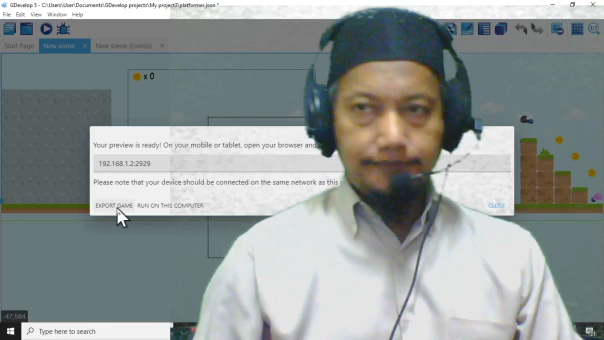 GDevelop 5 - C:\Users\User\Documents\GDevelop projects\My project3\platformer.json *
File Edit View Window Help
Start Page New scene × New scene (Events) ×
x 0
Your preview is ready! On your mobile or tablet, open your browser and
192.168.1.2:2929
Please note that your device should be connected on the same network as this
EXPORT GAME RUN ON THIS COMPUTER
CLOSE
-47;584
Type here to search